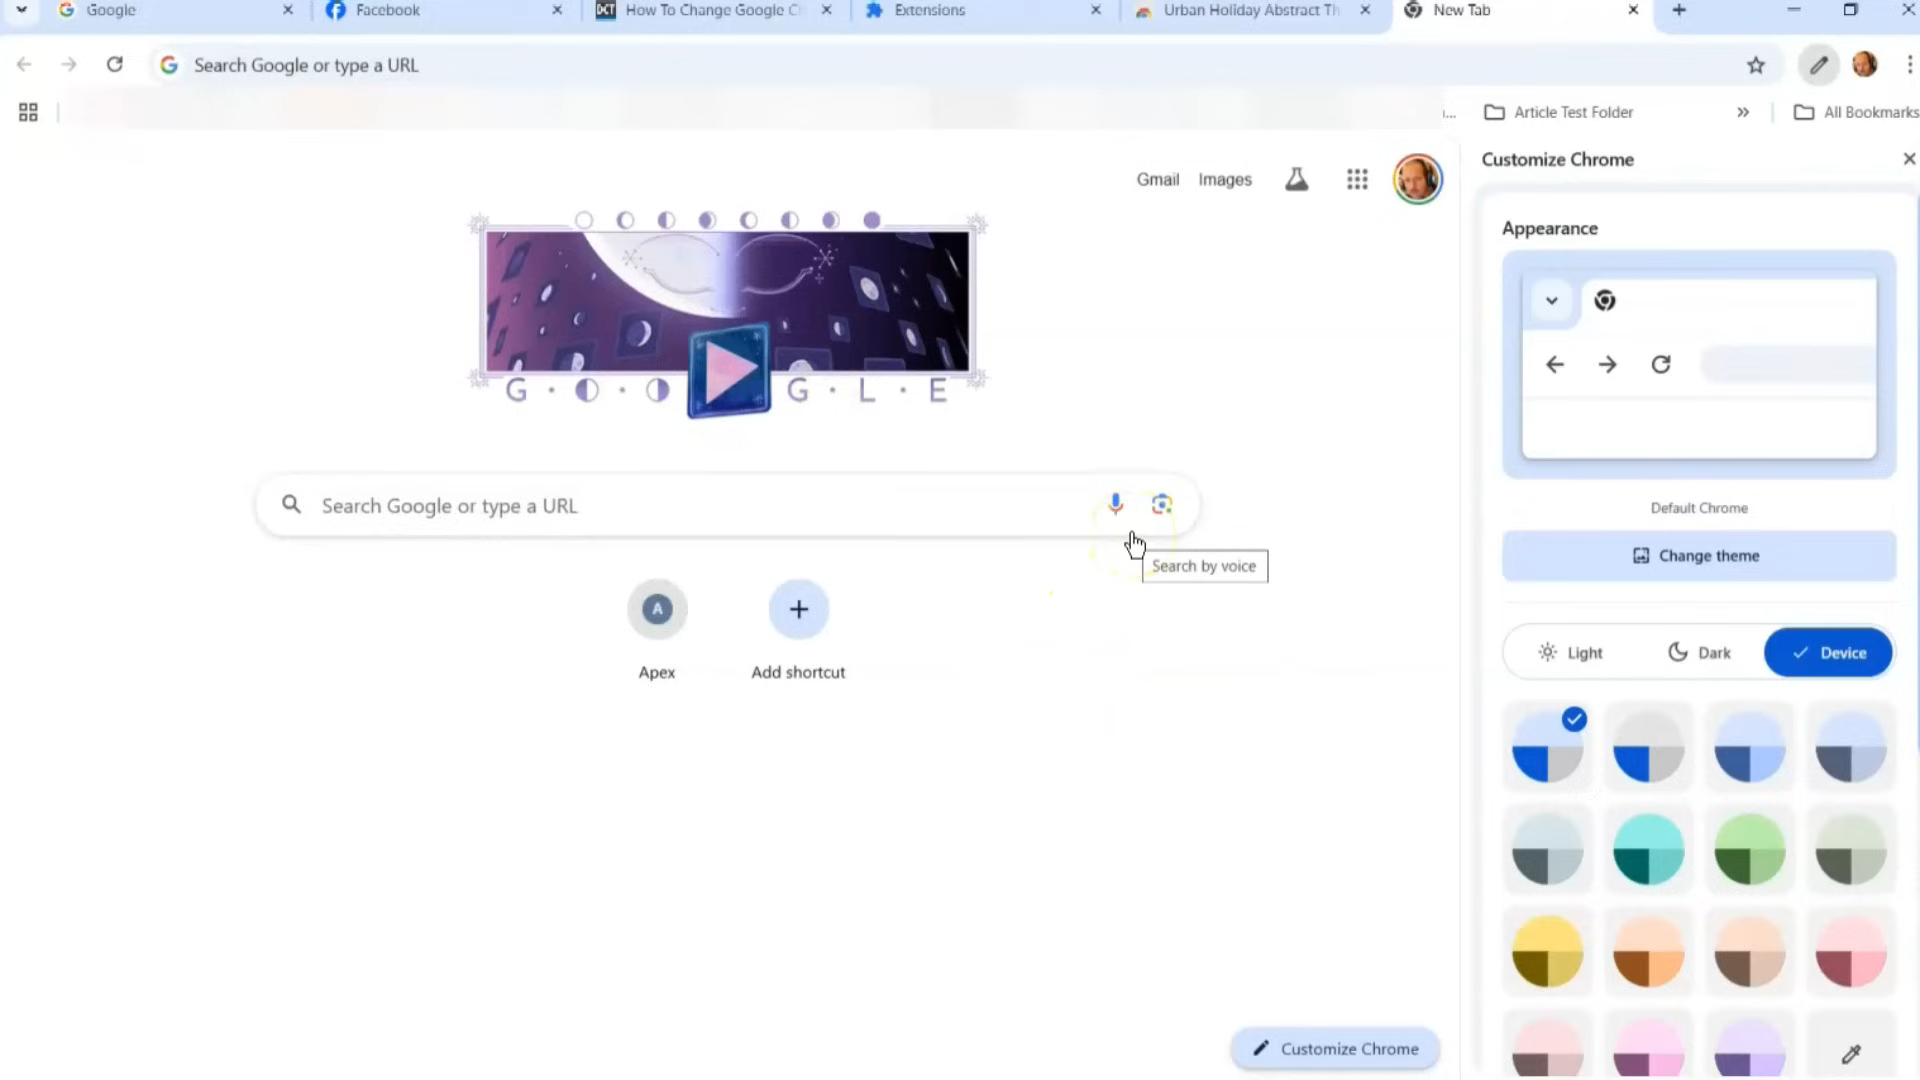 Google
Facebook
DCT How To Change Google Ch
Extensions
Urban Holiday Abstract Th
New Tab
Search Google or type a URL
...
Article Test Folder
All Bookmarks
Customize Chrome
Gmail
Images
Appearance
G · · G · L · E
Search Google or type a URL
Default Chrome
Search by voice
Change theme
A
Apex
Add shortcut
Light
Dark
Device
Customize Chrome